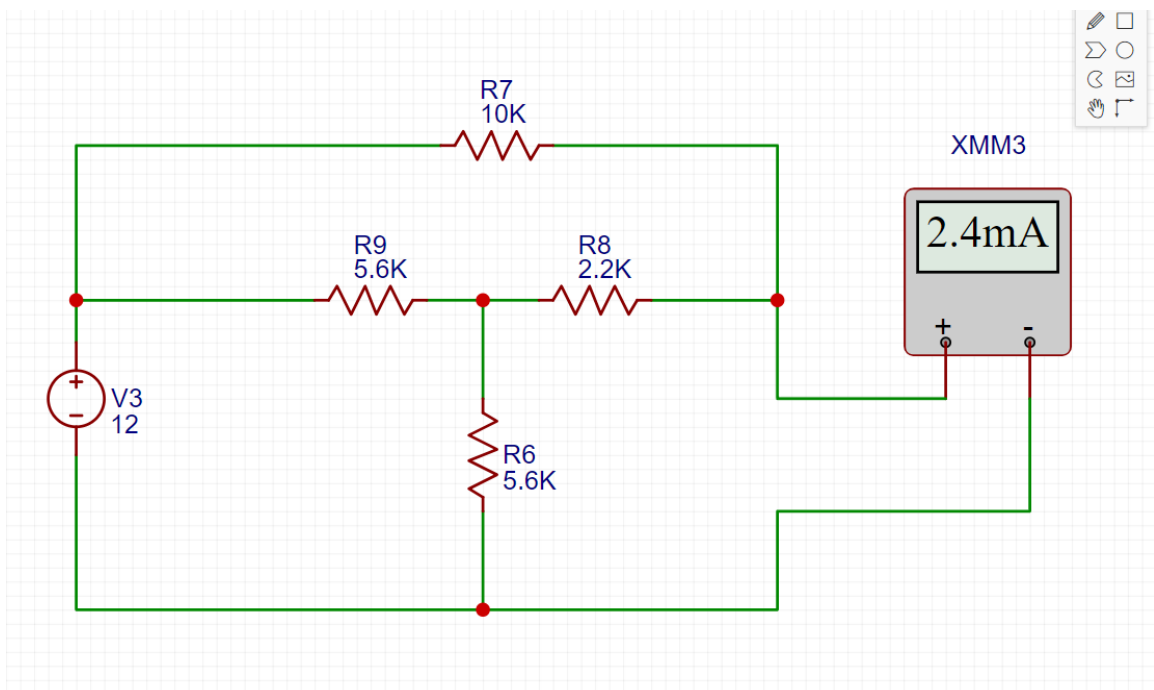 R7
10K
XMM3
2.4mA
+ -
R9
5.6K
R8
2.2K
+
-
V3
12
R6
5.6K